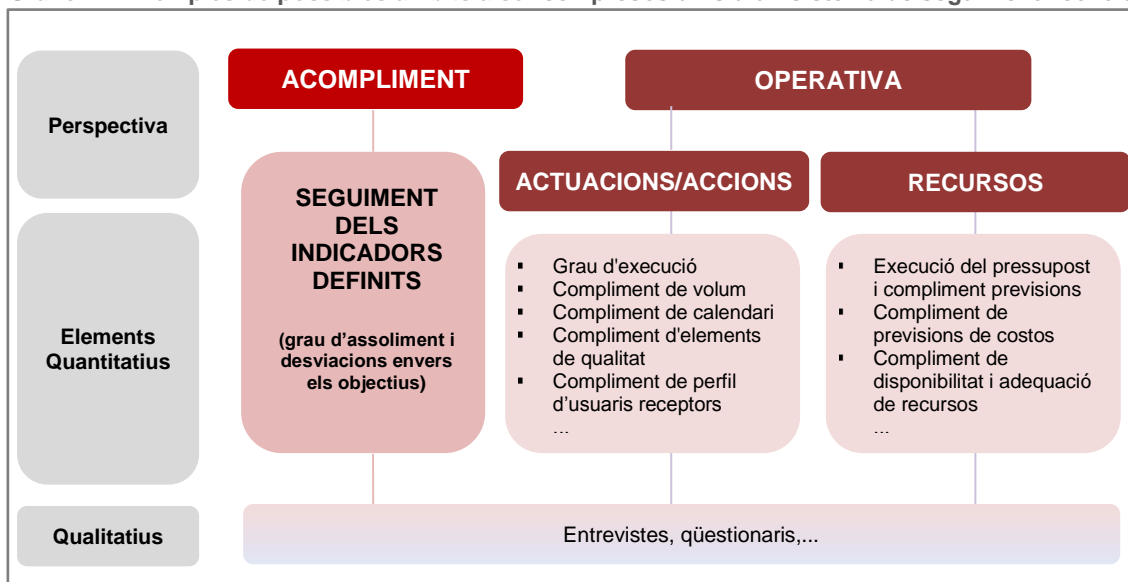 ACOMPLIMENT
OPERATIVA
Perspectiva
SEGUIMENT
DELS
INDICADORS
DEFINITS
(grau d’assoliment i
desviacions envers
els objectius)
ACTUACIONS/ACCIONS
RECURSOS
Elements
Quantitatius
▪ Grau d'execució
▪ Compliment de volum
▪ Compliment de calendari
▪ Compliment d'elements
de qualitat
▪ Compliment de perfil
d’usuaris receptors
...
▪ Execució del pressupost
i compliment previsions
▪ Compliment de
previsions de costos
▪ Compliment de
disponibilitat i adequació
de recursos
...
Qualitatius
Entrevistes, qüestionaris,...